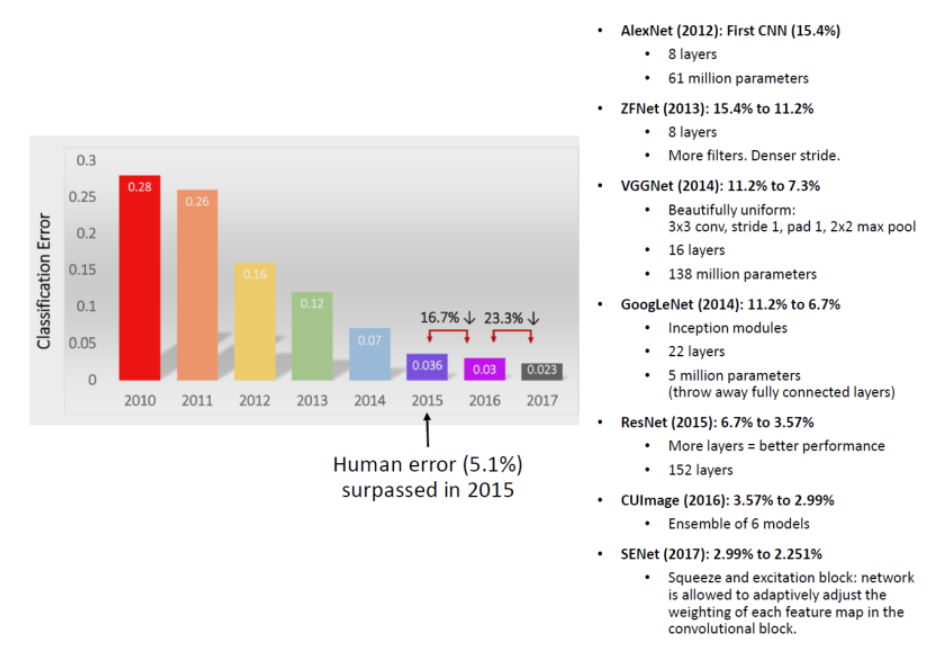 Classification Error
0.3
0.25
0.2
0.15
0.1
0.05
0
0.28
0.26
0.16
0.12
0.07
0.036
0.03
0.023
16.7% ↓ 23.3% ↓
2010 2011 2012 2013 2014 2015 2016 2017
Human error (5.1%)
surpassed in 2015
• AlexNet (2012): First CNN (15.4%)
• 8 layers
• 61 million parameters
• ZFNet (2013): 15.4% to 11.2%
• 8 layers
• More filters. Denser stride.
• VGGNet (2014): 11.2% to 7.3%
• Beautifully uniform:
3x3 conv, stride 1, pad 1, 2x2 max pool
• 16 layers
• 138 million parameters
• GoogLeNet (2014): 11.2% to 6.7%
• Inception modules
• 22 layers
• 5 million parameters
(throw away fully connected layers)
• ResNet (2015): 6.7% to 3.57%
• More layers = better performance
• 152 layers
• CUImage (2016): 3.57% to 2.99%
• Ensemble of 6 models
• SENet (2017): 2.99% to 2.251%
• Squeeze and excitation block: network
is allowed to adaptively adjust the
weighting of each feature map in the
convolutional block.